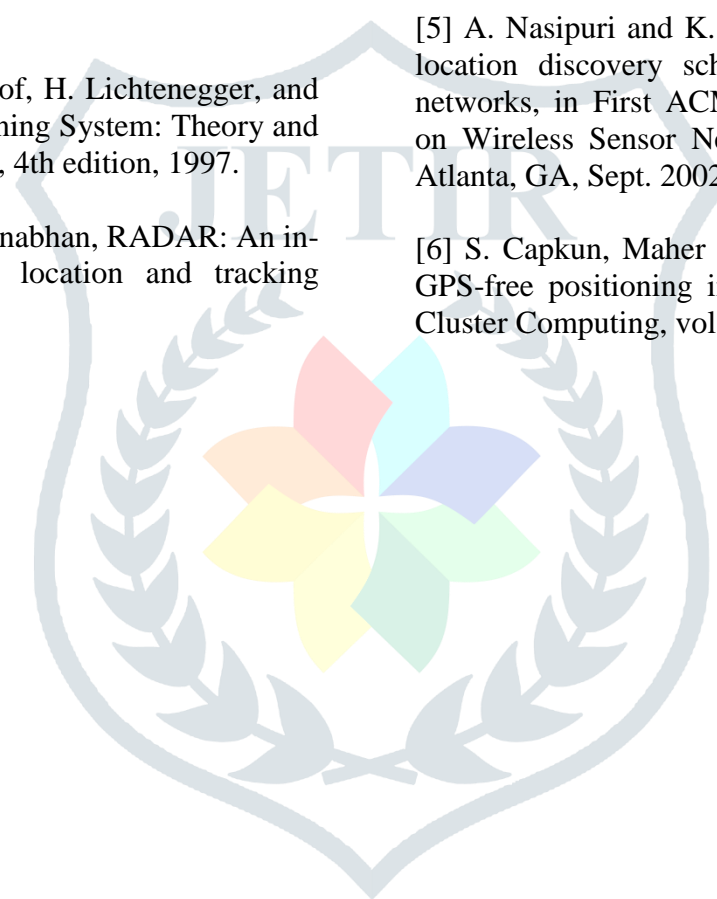 of, H. Lichtenegger, and
ning System: Theory and
, 4th edition, 1997.
nabhan, RADAR: An in-
location and tracking
[5] A. Nasipuri and K.
location discovery sch
networks, in First ACM
on Wireless Sensor Ne
Atlanta, GA, Sept. 2002
[6] S. Capkun, Maher
GPS-free positioning i
Cluster Computing, vol
JETIR